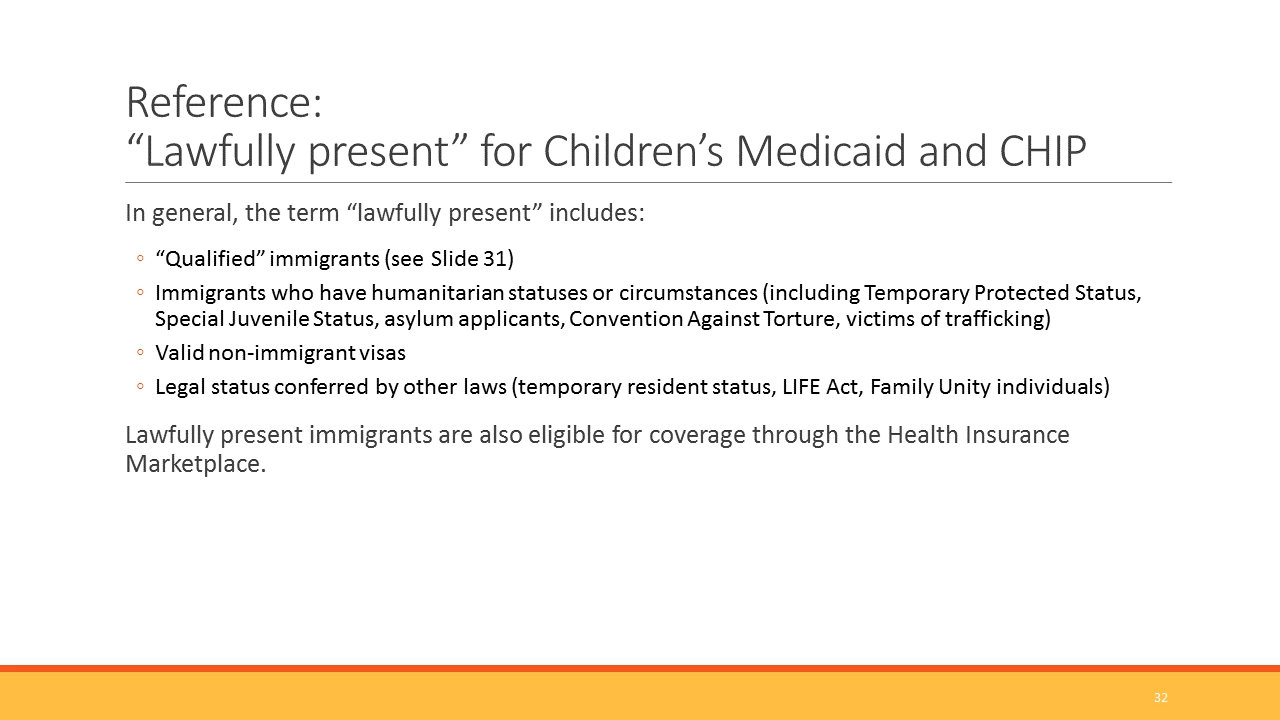 Reference:
“Lawfully present” for Children’s Medicaid and CHIP
In general, the term “lawfully present” includes:
◦ “Qualified” immigrants (see Slide 31)
◦ Immigrants who have humanitarian statuses or circumstances (including Temporary Protected Status,
Special Juvenile Status, asylum applicants, Convention Against Torture, victims of trafficking)
◦ Valid non-immigrant visas
◦ Legal status conferred by other laws (temporary resident status, LIFE Act, Family Unity individuals)
Lawfully present immigrants are also eligible for coverage through the Health Insurance
Marketplace.
32